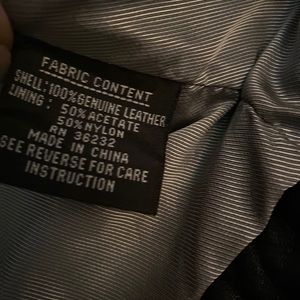 FABRIC CONTENT
SHELL:100%GENUINE LEATHER
LINING: 50% ACETATE
50%NYLON
RN 36232
MADE IN CHINA
SEE REVERSE FOR CARE
INSTRUCTION